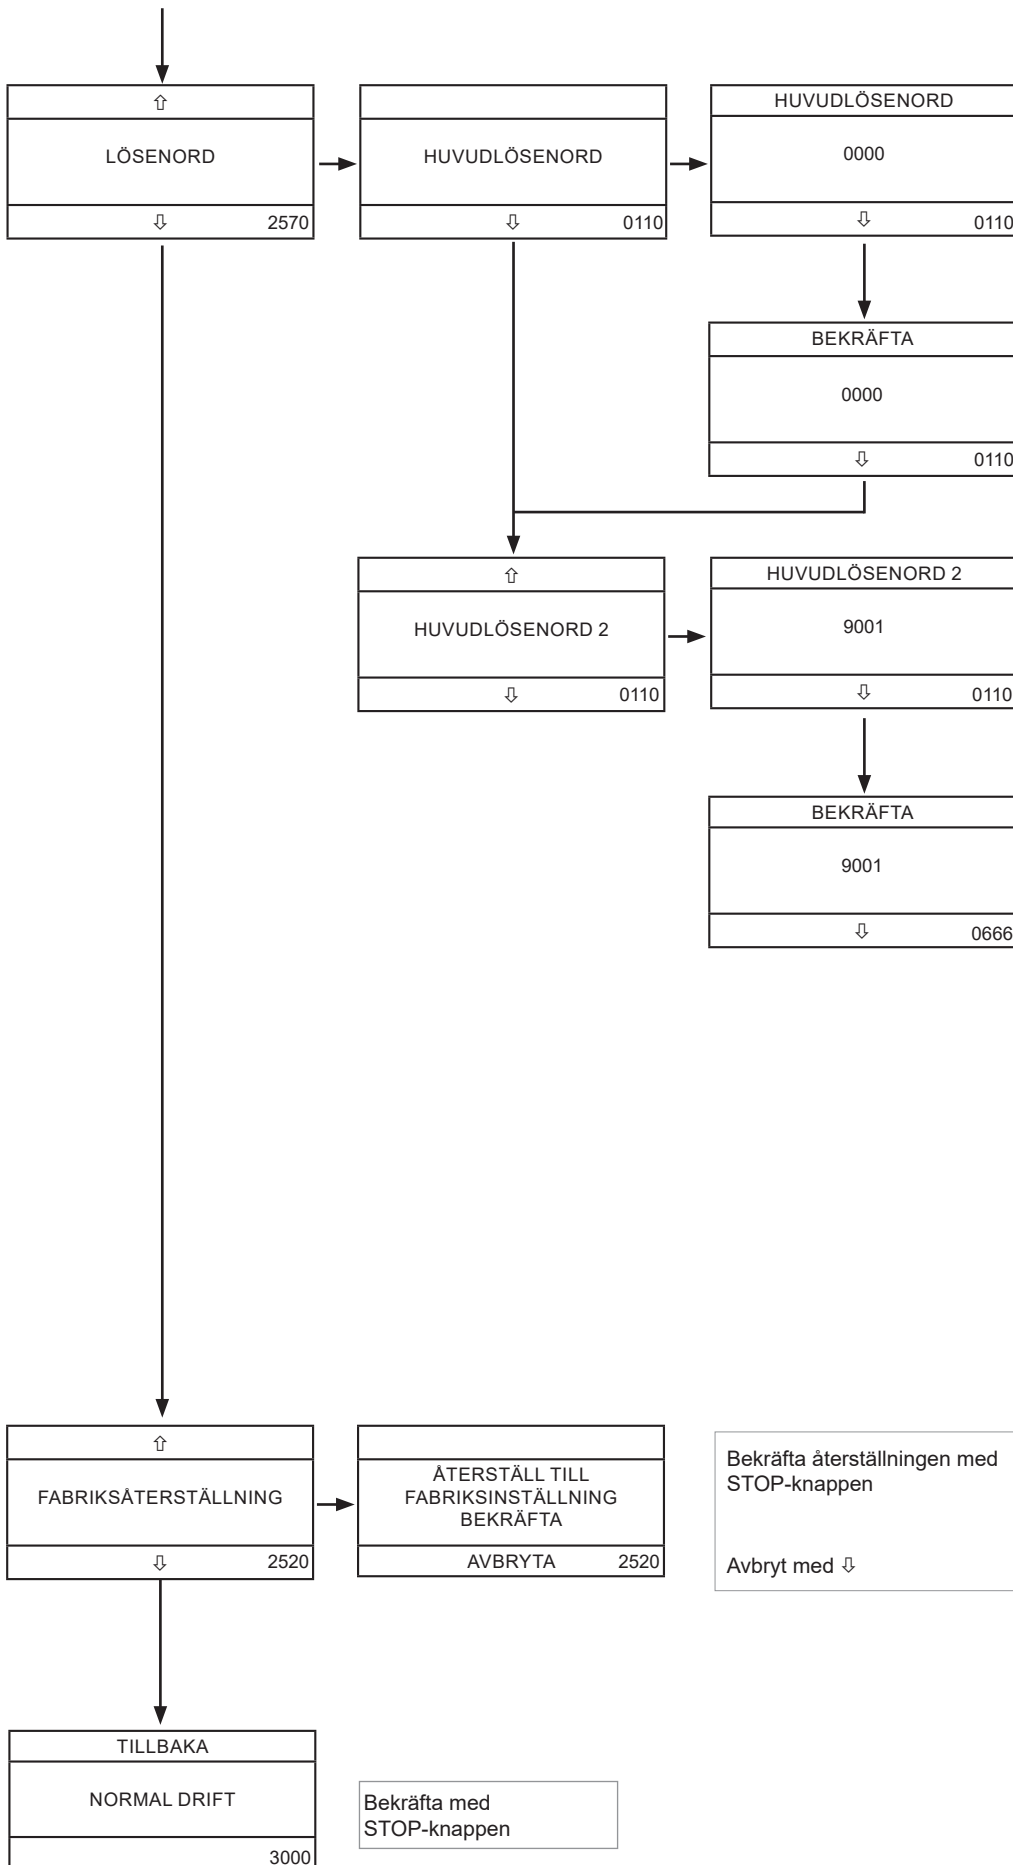 ⇧
LÖSENORD
⇩ 2570
HUVUDLÖSENORD
⇩ 0110
HUVUDLÖSENORD
0000
⇩ 0110
BEKRÄFTA
0000
⇩ 0110
⇧
HUVUDLÖSENORD 2
⇩ 0110
HUVUDLÖSENORD 2
9001
⇩ 0110
BEKRÄFTA
9001
⇩ 0666
⇧
FABRIKSÅTERSTÄLLNING
⇩ 2520
ÅTERSTÄLL TILL
FABRIKSINSTÄLLNING
BEKRÄFTA
AVBRYTA 2520
Bekräfta återställningen med
STOP-knappen
Avbryt med ⇩
TILLBAKA
NORMAL DRIFT
3000
Bekräfta med
STOP-knappen